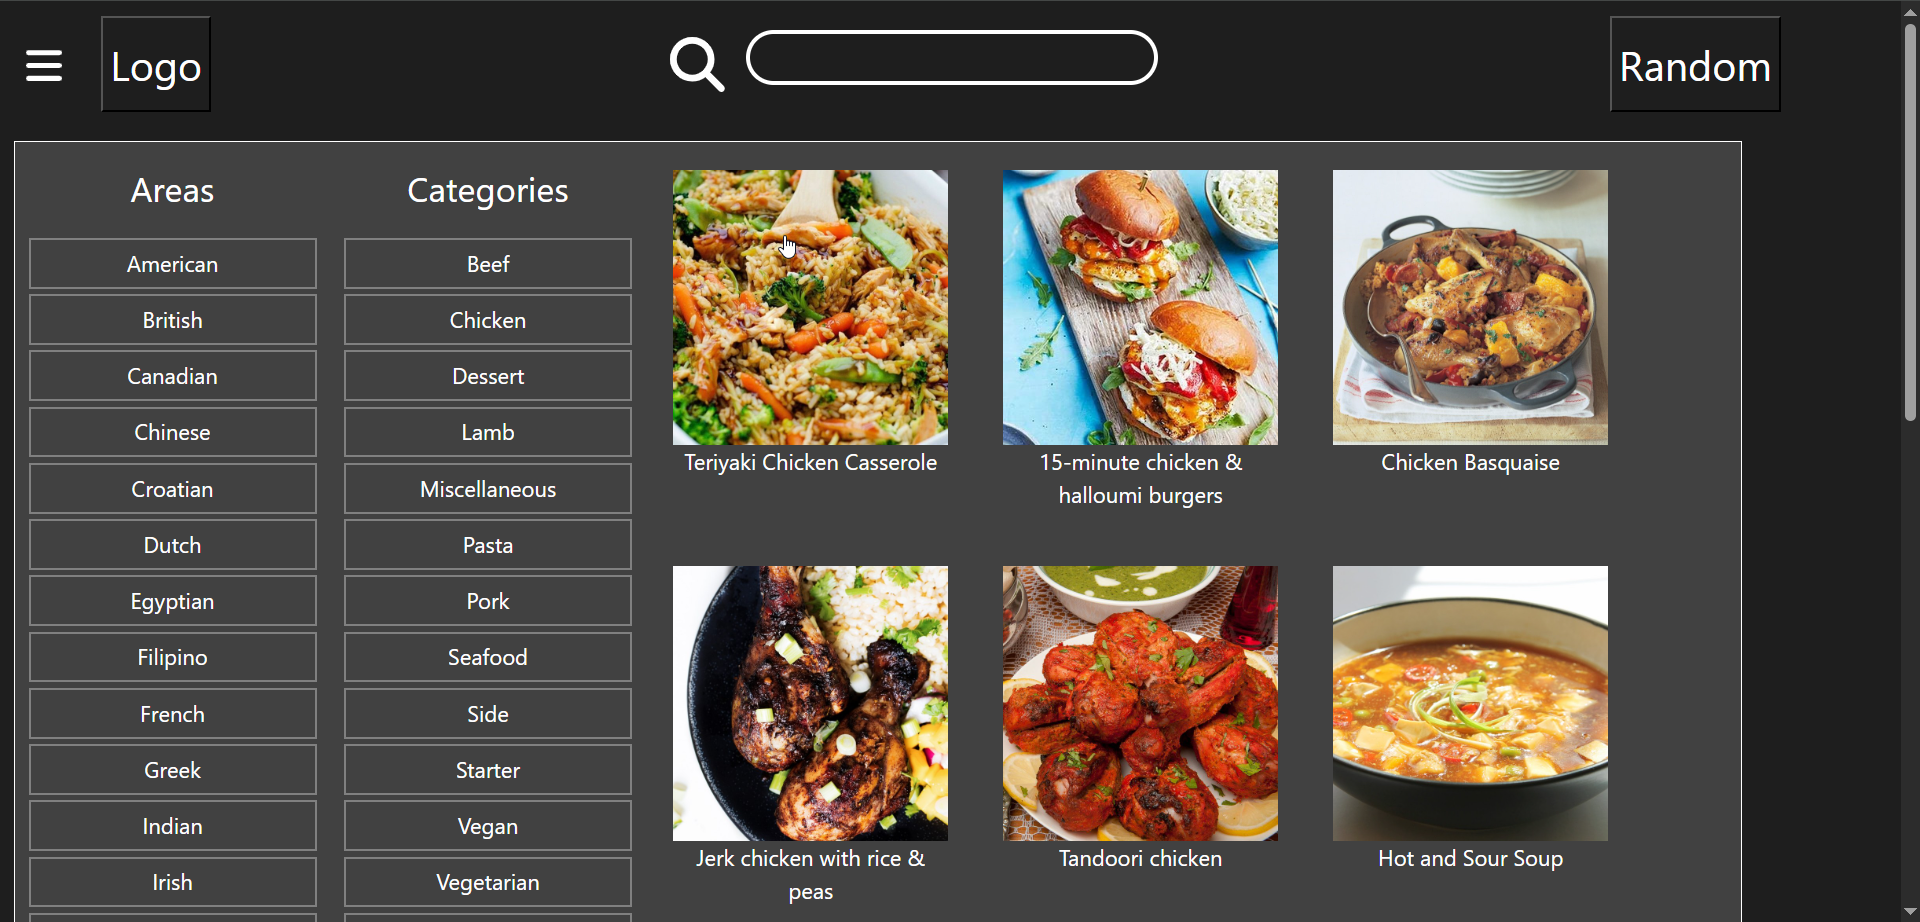 Logo
Random
Areas
American
British
Canadian
Chinese
Croatian
Dutch
Egyptian
Filipino
French
Greek
Indian
Irish
Categories
Beef
Chicken
Dessert
Lamb
Miscellaneous
Pasta
Pork
Seafood
Side
Starter
Vegan
Vegetarian
Teriyaki Chicken Casserole
15-minute chicken &
halloumi burgers
Chicken Basquaise
Jerk chicken with rice &
peas
Tandoori chicken
Hot and Sour Soup